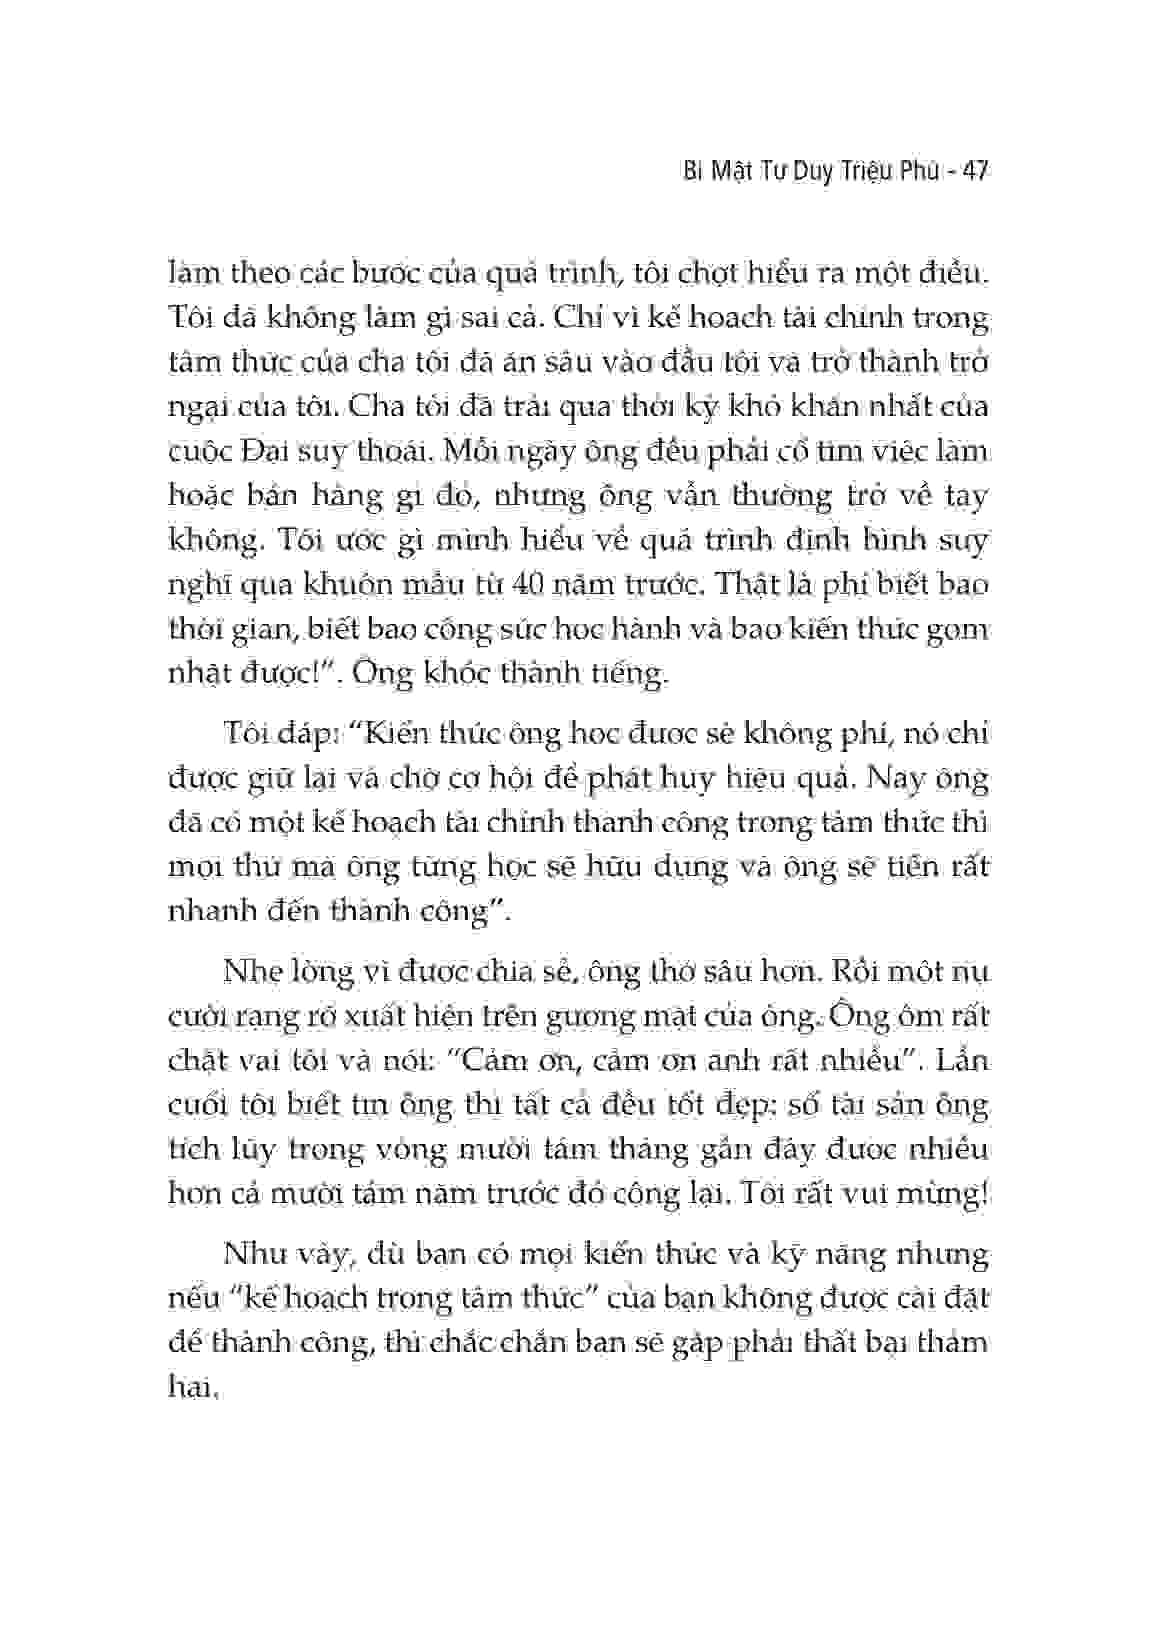 Bí Mật Tư Duy Triệu Phú - 47
làm theo các bước của quá trình, tôi chợt hiểu ra một điều.
Tôi đã không làm gì sai cả. Chỉ vì kế hoạch tài chính trong
tâm thức của cha tôi đã ăn sâu vào đầu tôi và trở thành trở
ngại của tôi. Cha tôi đã trải qua thời kỳ khó khăn nhất của
cuộc Đại suy thoái. Mỗi ngày ông đều phải cố tìm việc làm
hoặc bán hàng gì đó, nhưng ông vẫn thường trở về tay
không. Tôi ước gì mình hiểu về quá trình định hình suy
nghĩ qua khuôn mẫu từ 40 năm trước. Thật là phí biết bao
thời gian, biết bao công sức học hành và bao kiến thức gom
nhặt được!”. Ông khóc thành tiếng.
Tôi đáp: “Kiến thức ông học được sẽ không phí, nó chỉ
được giữ lại và chờ cơ hội để phát huy hiệu quả. Nay ông
đã có một kế hoạch tài chính thành công trong tâm thức thì
mọi thứ mà ông từng học sẽ hữu dụng và ông sẽ tiến rất
nhanh đến thành công”.
Nhẹ lòng vì được chia sẻ, ông thở sâu hơn. Rồi một nụ
cười rạng rỡ xuất hiện trên gương mặt của ông. Ông ôm rất
chặt vai tôi và nói: “Cảm ơn, cảm ơn anh rất nhiều”. Lần
cuối tôi biết tin ông thì tất cả đều tốt đẹp: số tài sản ông
tích lũy trong vòng mười tám tháng gần đây được nhiều
hơn cả mười tám năm trước đó cộng lại. Tôi rất vui mừng!
Như vậy, dù bạn có mọi kiến thức và kỹ năng nhưng
nếu “kế hoạch trong tâm thức” của bạn không được cài đặt
để thành công, thì chắc chắn bạn sẽ gặp phải thất bại thảm
hại.